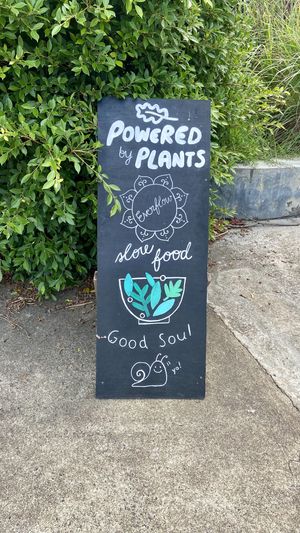 POWERED
by PLANTS
Everflow
slow food
Good Soul
yo!